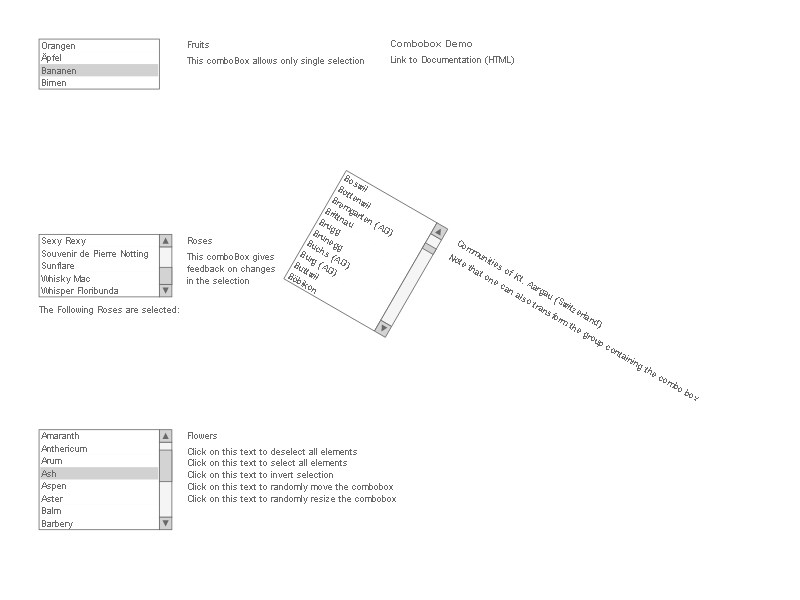 Orangen
Äpfel
Bananen
Birnen
Fruits
This comboBox allows only single selection
Combobox Demo
Link to Documentation (HTML)
Boswil
Bottenwil
Bremgarten (AG)
Brittnau
Brugg
Brunegg
Buchs (AG)
Burg (AG)
Buttwil
Böbikon
Communities of Kt. Aargau (Switzerland)
Note that one can also transform the group containing the combo box
Sexy Rexy
Souvenir de Pierre Notting
Sunflare
Whisky Mac
Whisper Floribunda
Roses
This comboBox gives
feedback on changes
in the selection
The Following Roses are selected:
Amaranth
Anthericum
Arum
Ash
Aspen
Aster
Balm
Barbery
Flowers
Click on this text to deselect all elements
Click on this text to select all elements
Click on this text to invert selection
Click on this text to randomly move the combobox
Click on this text to randomly resize the combobox